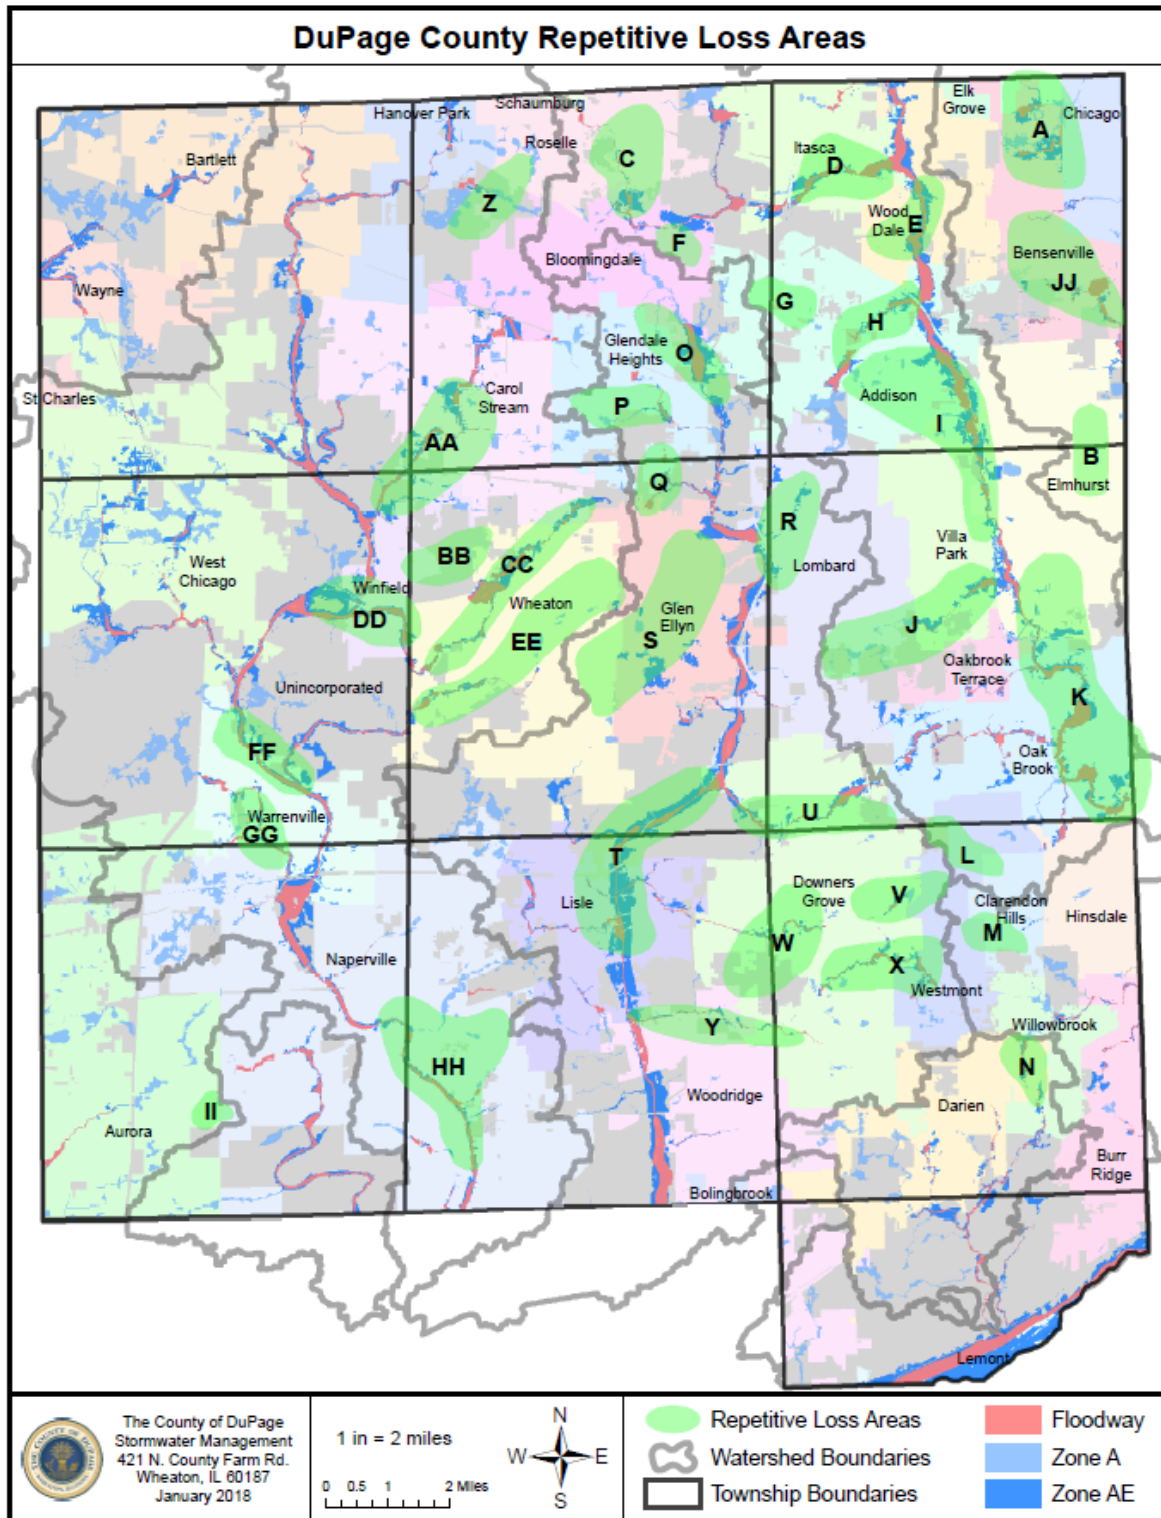 DuPage County Repetitive Loss Areas
Schaumburg
Elk
Grove
Hanover Park
Chicago
A
Roselle
Itasca
Bartlett
C
D
Z
Wood
Dale
E
F
Bloomingdale
Bensenville
JJ
Wayne
G
H
Glendale
Heights
O
St Charles
Carol
Stream
Addison
P
I
AA
B
Elmhurst
Q
R
Villa
Park
BB
CC
Lombard
West
Chicago
Winfield
Wheaton
DD
Glen
Ellyn
EE
S
J
Oakbrook
Terrace
Unincorporated
K
FF
Oak
Brook
Warrenville
GG
U
T
L
Downers
Grove
V
Lisle
Clarendon
Hills
Hinsdale
M
W
Naperville
X
Westmont
Y
Willowbrook
HH
N
Woodridge
II
Darien
Aurora
Burr
Ridge
Bolingbrook
Lemont
The County of DuPage
Stormwater Management
421 N. County Farm Rd.
Wheaton, IL 60187
January 2018
1 in = 2 miles
0 0.5 1 2 Miles
N
W E
S
Repetitive Loss Areas
Watershed Boundaries
Township Boundaries
Floodway
Zone A
Zone AE